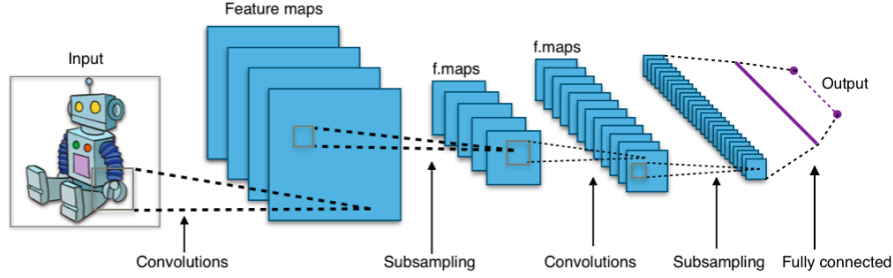 Feature maps
Input
f.maps
f.maps
Output
Convolutions
Subsampling
Convolutions
Subsampling
Fully connected